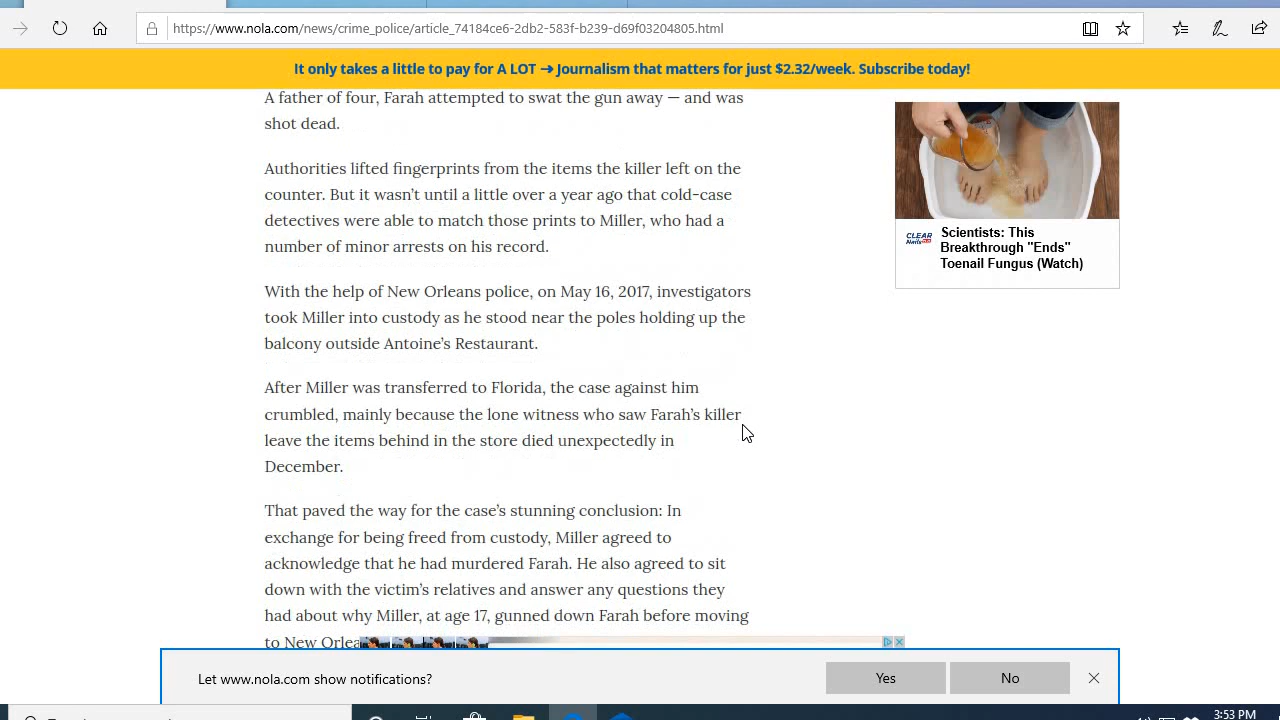 https://www.nola.com/news/crime_police/article_74184ce6-2db2-583f-b239-d69f03204805.html
It only takes a little to pay for A LOT ➜ Journalism that matters for just $2.32/week. Subscribe today!
A father of four, Farah attempted to swat the gun away — and was
shot dead.
Authorities lifted fingerprints from the items the killer left on the
counter. But it wasn’t until a little over a year ago that cold-case
detectives were able to match those prints to Miller, who had a
number of minor arrests on his record.
With the help of New Orleans police, on May 16, 2017, investigators
took Miller into custody as he stood near the poles holding up the
balcony outside Antoine’s Restaurant.
After Miller was transferred to Florida, the case against him
crumbled, mainly because the lone witness who saw Farah’s killer
leave the items behind in the store died unexpectedly in
December.
That paved the way for the case’s stunning conclusion: In
exchange for being freed from custody, Miller agreed to
acknowledge that he had murdered Farah. He also agreed to sit
down with the victim’s relatives and answer any questions they
had about why Miller, at age 17, gunned down Farah before moving
to New Orlea
CLEAR
Nails
Scientists: This
Breakthrough "Ends"
Toenail Fungus (Watch)
Let www.nola.com show notifications?
Yes
No
3:53 PM